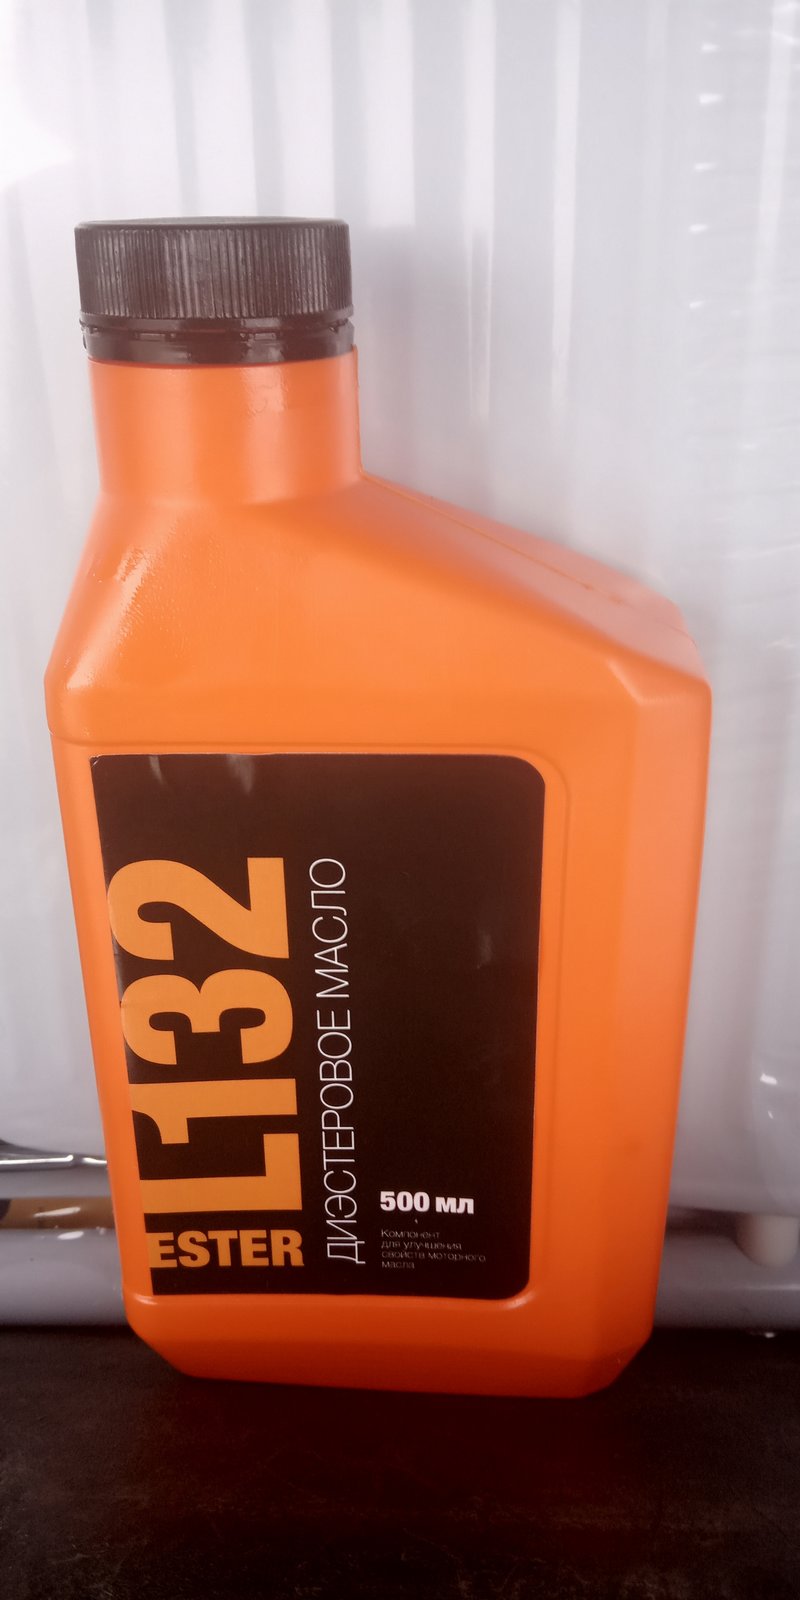 ESTER
L132
ДИЭСТЕРОВОЕ МАСЛО
500 мл
Компонент
для улучшения
свойств моторного
масла